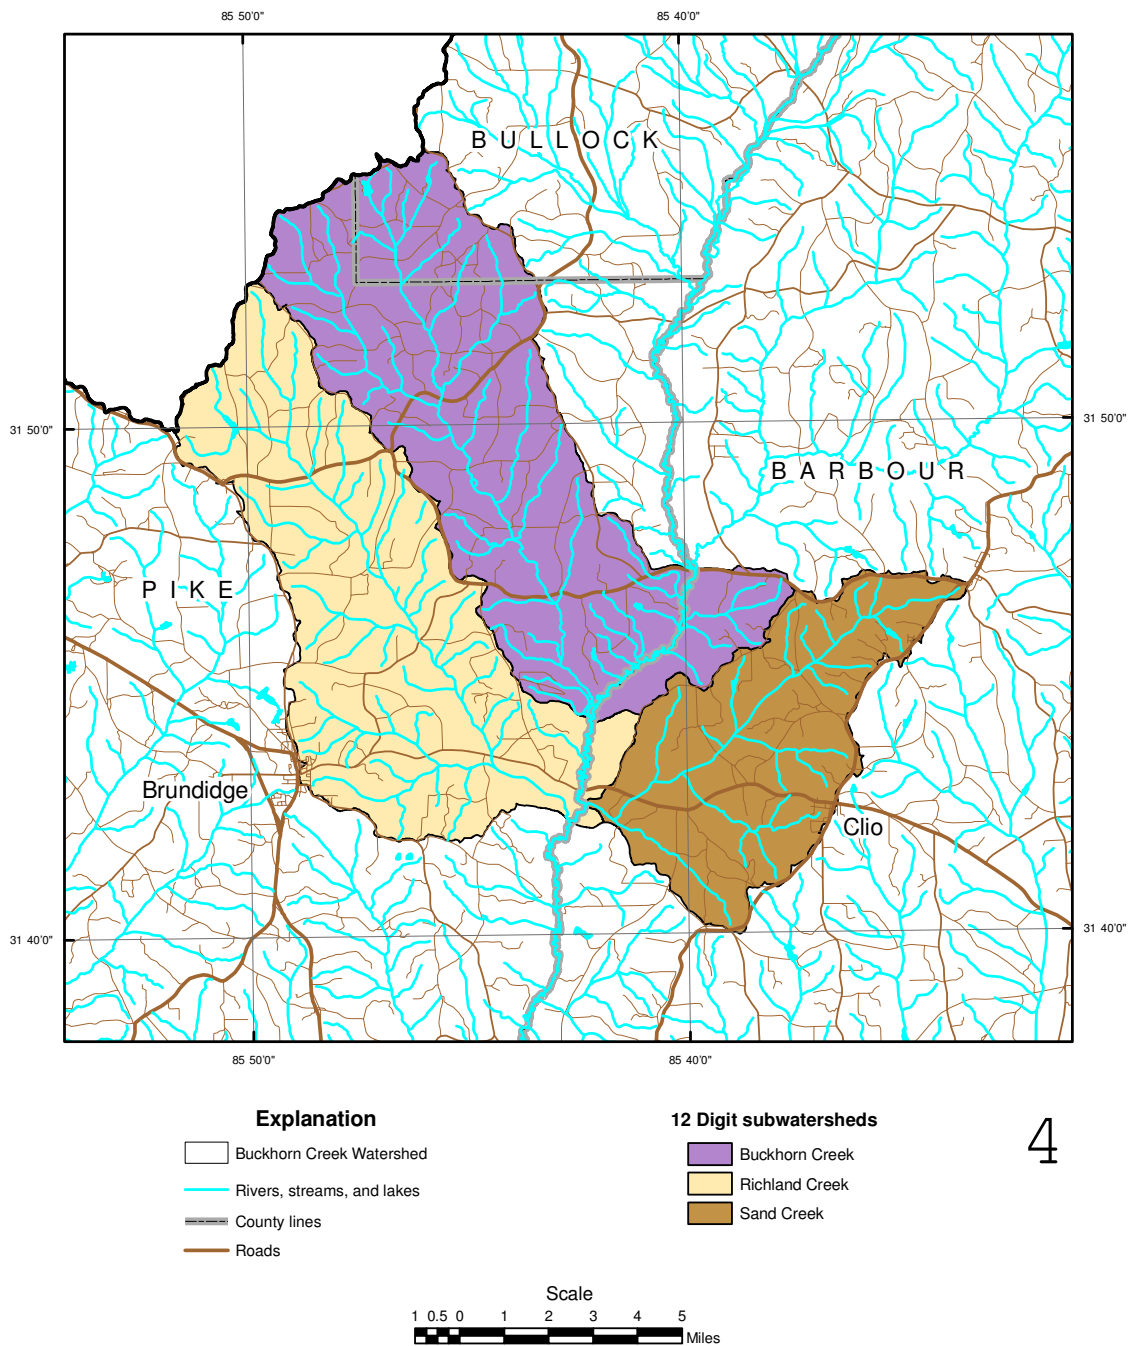 85 50'0" 85 40'0"
BULLOCK
31 50'0" 31 50'0"
BARBOUR
PIKE
Brundidge
Clio
31 40'0" 31 40'0"
85 50'0" 85 40'0"
Explanation
Buckhorn Creek Watershed
Rivers, streams, and lakes
County lines
Roads
12 Digit subwatersheds
Buckhorn Creek
Richland Creek
Sand Creek
4
Scale
1 0.5 0 1 2 3 4 5
Miles